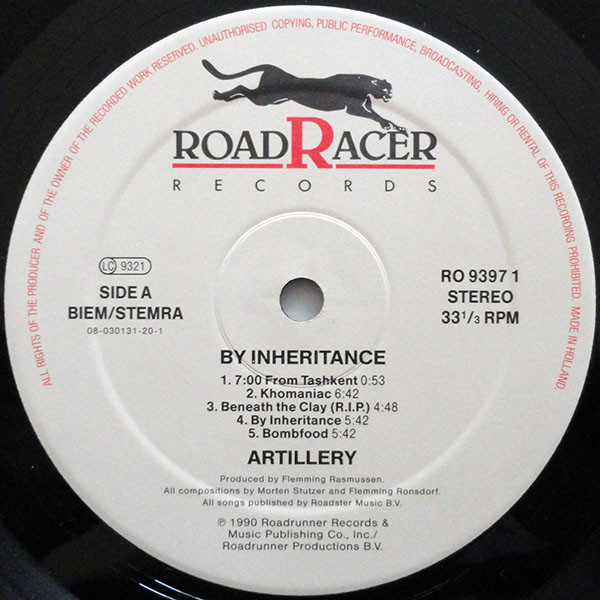 ALL RIGHTS OF THE PRODUCER AND OF THE OWNER OF THE RECORDED WORK RESERVED. UNAUTHORISED COPYING, PUBLIC PERFORMANCE, BROADCASTING, HIRING OR RENTAL OF THIS RECORDING PROHIBITED. MADE IN HOLLAND.
ROADRACER
RECORDS
LC 9321
SIDE A
BIEM/STEMRA
08-030131-20-1
RO 9397 1
STEREO
33 1/3 RPM
BY INHERITANCE
1. 7:00 From Tashkent 0:53
2. Khomaniac 6:42
3. Beneath the Clay (R.I.P.) 4:48
4. By Inheritance 5:42
5. Bombfood 5:42
ARTILLERY
Produced by Flemming Rasmussen.
All compositions by Morten Stutzer and Flemming Ronsdorf.
All songs published by Roadster Music B.V.
℗ 1990 Roadrunner Records &
Music Publishing Co., Inc./
Roadrunner Productions B.V.